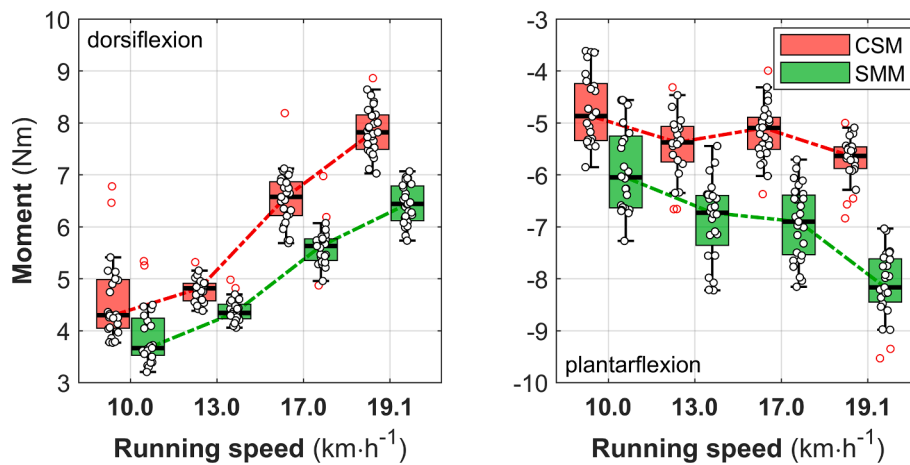 dorsiflexion
10
9
8
7
6
5
4
3
Moment (Nm)
10.0 13.0 17.0 19.1
Running speed (km·h⁻¹)
CSM
SMM
-3
-4
-5
-6
-7
-8
-9
-10
plantarflexion
10.0 13.0 17.0 19.1
Running speed (km·h⁻¹)